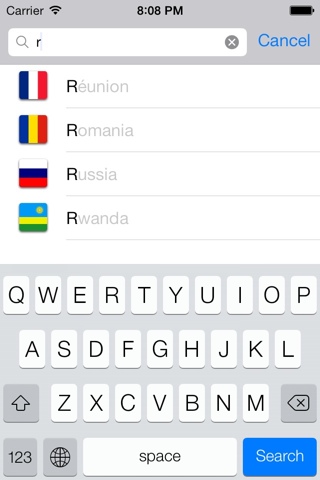 Carrier 8:08 PM
r Cancel
Réunion
Romania
Russia
Rwanda
Q W E R T Y U I O P
A S D F G H J K L
Z X C V B N M
123 space Search